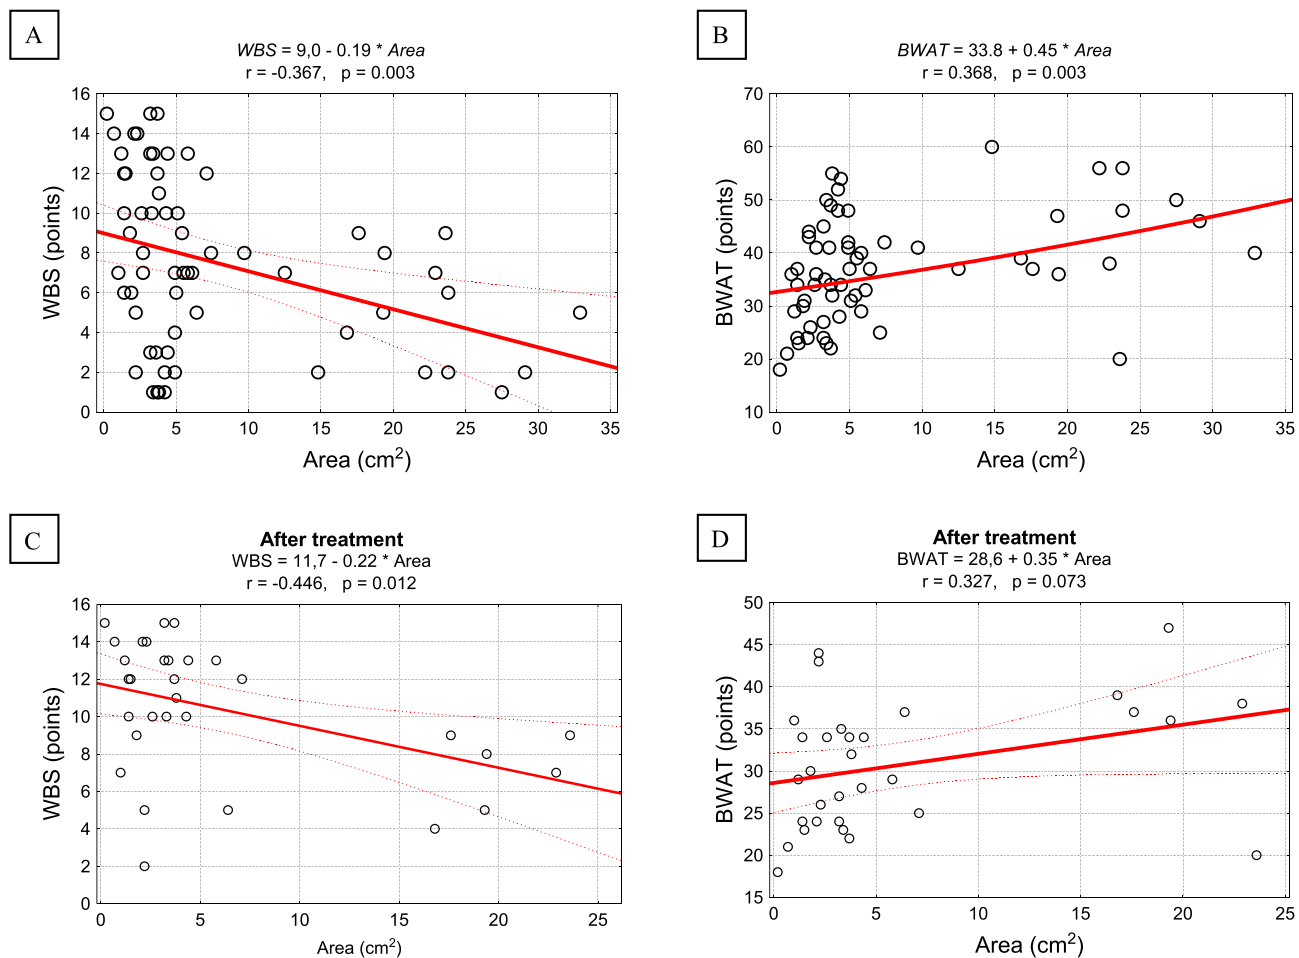 A
WBS = 9,0 - 0.19 * Area
r = -0.367, p = 0.003
16
14
12
10
8
6
4
2
0
WBS (points)
0 5 10 15 20 25 30 35
Area (cm²)
B
BWAT = 33.8 + 0.45 * Area
r = 0.368, p = 0.003
70
60
50
40
30
20
10
BWAT (points)
0 5 10 15 20 25 30 35
Area (cm²)
C
After treatment
WBS = 11,7 - 0.22 * Area
r = -0.446, p = 0.012
16
14
12
10
8
6
4
2
0
WBS (points)
0 5 10 15 20 25
Area (cm²)
D
After treatment
BWAT = 28,6 + 0.35 * Area
r = 0.327, p = 0.073
50
45
40
35
30
25
20
15
BWAT (points)
0 5 10 15 20 25
Area (cm²)